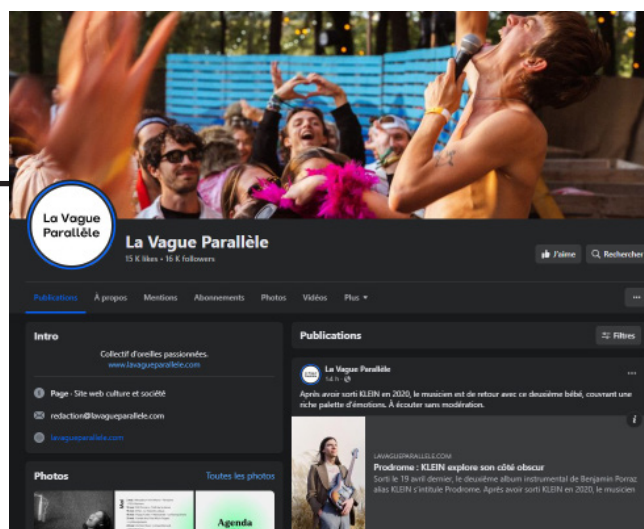 La Vague
Parallèle
La Vague Parallèle
15 K likes • 16 K followers
J'aime
Rechercher
Publications À propos Mentions Abonnements Photos Vidéos Plus
Intro
Collectif d'oreilles passionnées.
www.lavagueparallele.com
Page · Site web culture et société
redaction@lavagueparallele.com
lavagueparallele.com
Photos
Toutes les photos
Agenda
Publications
Filtres
La Vague Parallèle
14 h
Après avoir sorti KLEIN en 2020, le musicien est de retour avec ce deuxième bébé, couvrant une
riche palette d'émotions. À écouter sans modération.
LAVAGUEPARALLELE.COM
Prodrome : KLEIN explore son côté obscur
Sorti le 19 avril dernier, le deuxième album instrumental de Benjamin Porraz
alias KLEIN s'intitule Prodrome. Après avoir sorti KLEIN en 2020, le musicien